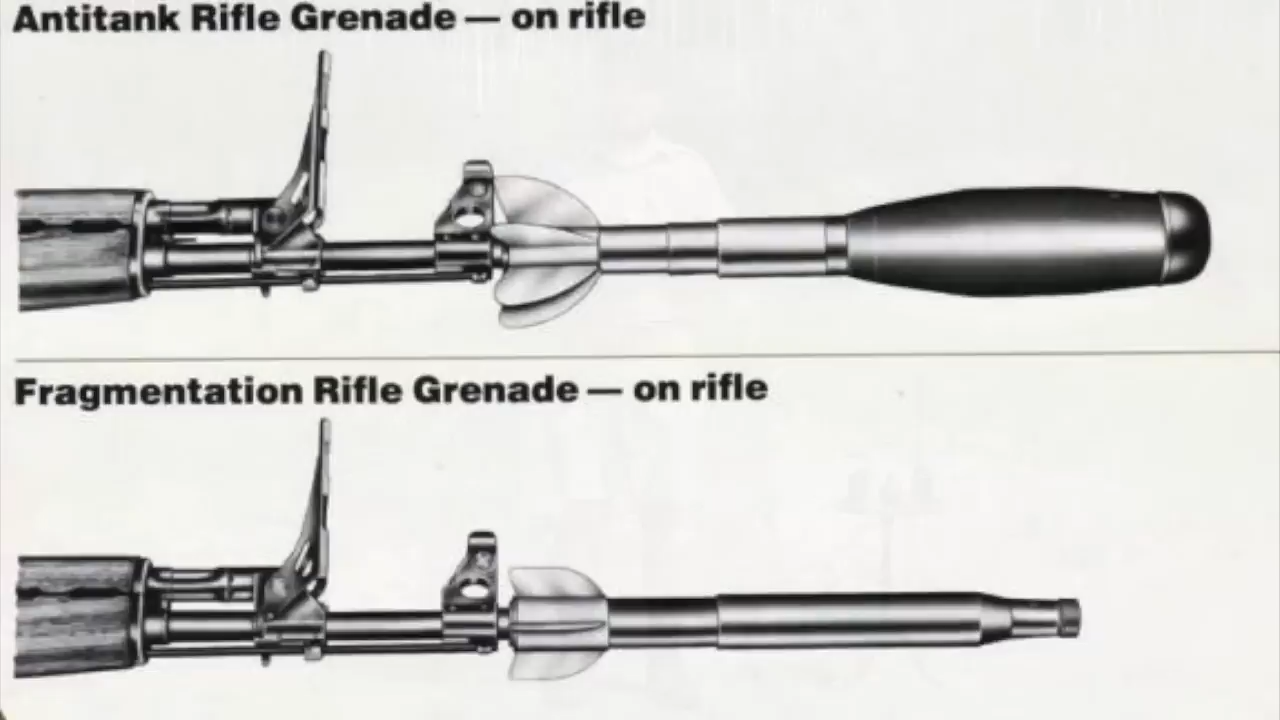 Antitank Rifle Grenade — on rifle
Fragmentation Rifle Grenade — on rifle